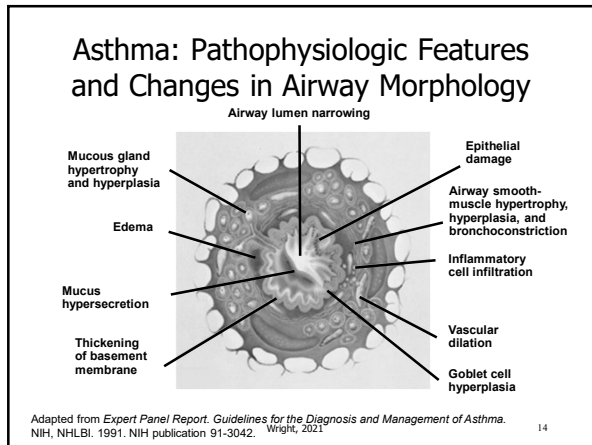 Asthma: Pathophysiologic Features
and Changes in Airway Morphology
Airway lumen narrowing
Mucous gland
hypertrophy
and hyperplasia
Edema
Mucus
hypersecretion
Thickening
of basement
membrane
Epithelial
damage
Airway smooth-
muscle hypertrophy,
hyperplasia, and
bronchoconstriction
Inflammatory
cell infiltration
Vascular
dilation
Goblet cell
hyperplasia
Adapted from Expert Panel Report. Guidelines for the Diagnosis and Management of Asthma.
NIH, NHLBI. 1991. NIH publication 91-3042.
Wright, 2021
14